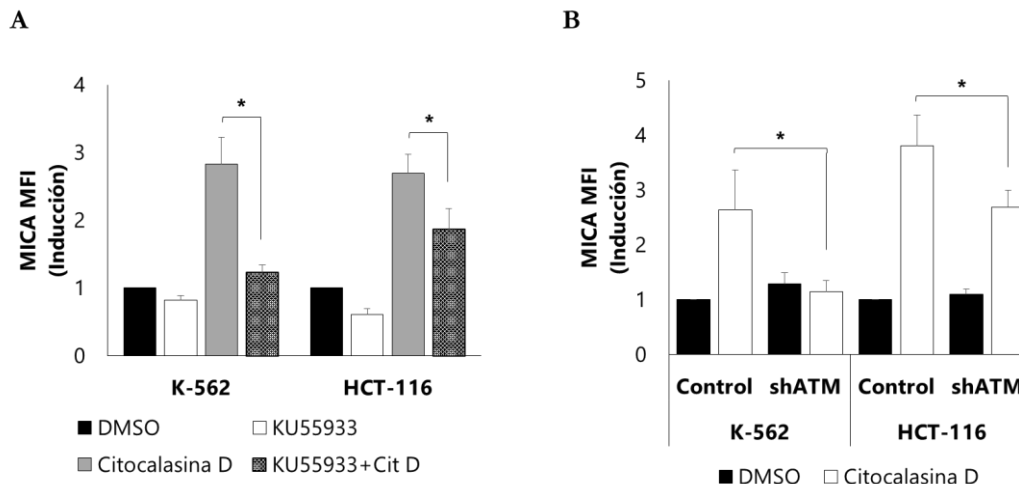 A
MICA MFI
(Inducción)
4
3
2
1
0
*
*
K-562
HCT-116
DMSO
KU55933
Citocalasina D
KU55933+Cit D
B
MICA MFI
(Inducción)
5
4
3
2
1
0
*
*
Control
shATM
Control
shATM
K-562
HCT-116
DMSO
Citocalasina D